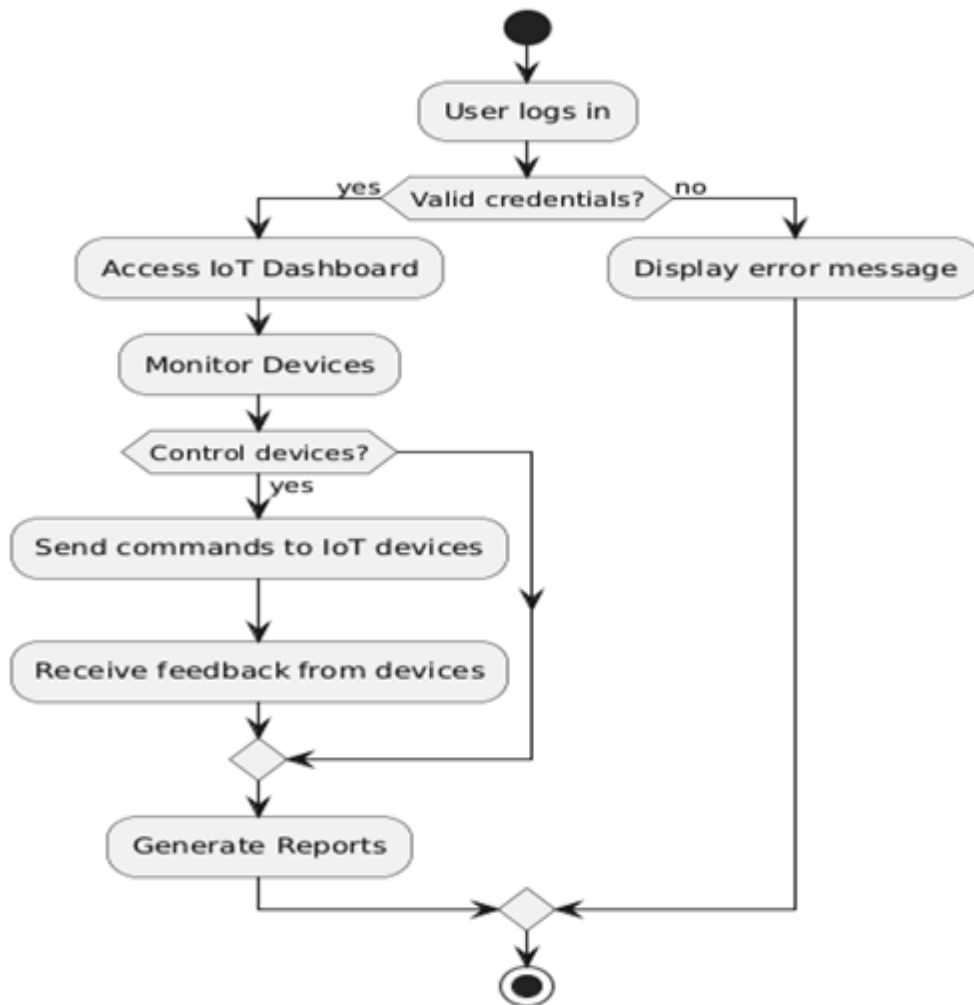 User logs in
yes
Valid credentials?
no
Access IoT Dashboard
Display error message
Monitor Devices
Control devices?
yes
Send commands to IoT devices
Receive feedback from devices
Generate Reports